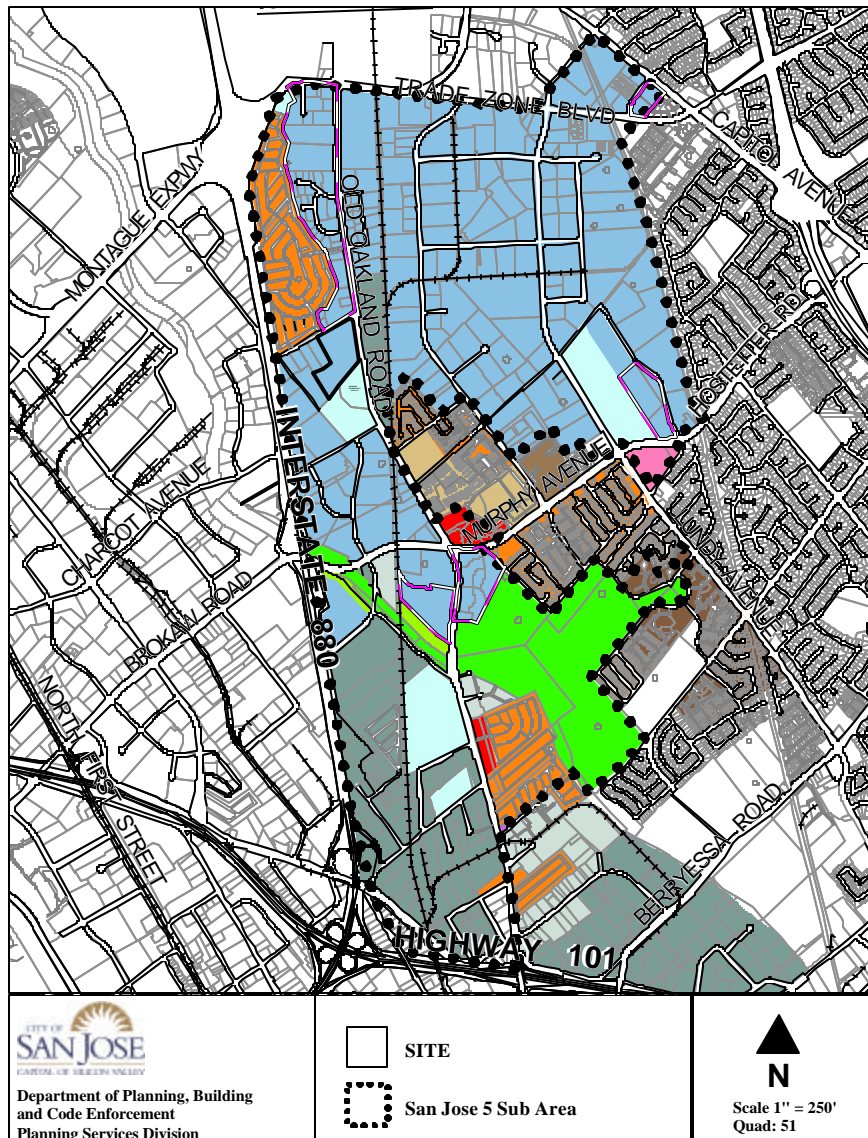 TRADE ZONE BLVD
CAPITOL AVENUE
MONTAGUE EXPWY
OLD OAKLAND ROAD
HOSTETTER RD
INTERSTATE 880
MURPHY AVENUE
LUNDY AVENUE
CHARCOT AVENUE
BROKAW ROAD
NORTH FIRST STREET
BERRYESSA ROAD
HIGHWAY 101
CITY OF
SAN JOSE
CAPITAL OF SILICON VALLEY
Department of Planning, Building
and Code Enforcement
Planning Services Division
SITE
San Jose 5 Sub Area
N
Scale 1" = 250'
Quad: 51